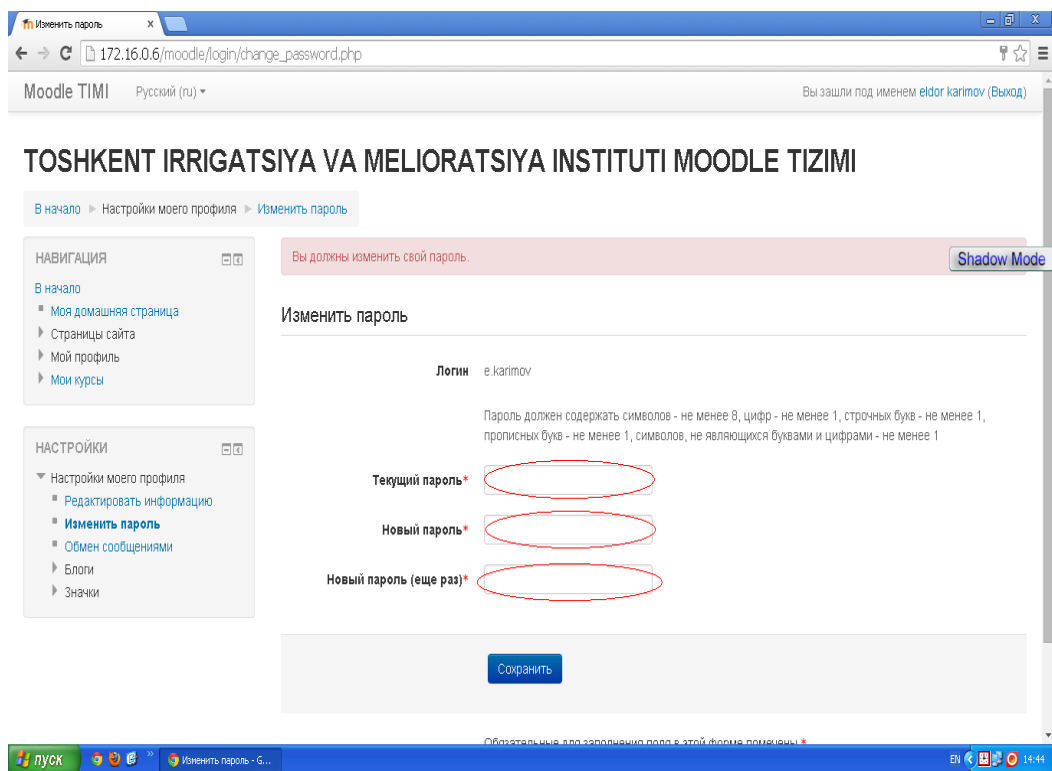 Изменить пароль
172.16.0.6/moodle/login/change_password.php
Moodle TIMI Русский (ru) Вы зашли под именем eldor karimov (Выход)
TOSHKENT IRRIGATSIYA VA MELIORATSIYA INSTITUTI MOODLE TIZIMI
В начало Настройки моего профиля Изменить пароль
НАВИГАЦИЯ
В начало
Моя домашняя страница
Страницы сайта
Мой профиль
Мои курсы
НАСТРОЙКИ
Настройки моего профиля
Редактировать информацию
Изменить пароль
Обмен сообщениями
Блоги
Значки
Вы должны изменить свой пароль.
Shadow Mode
Изменить пароль
Логин e.karimov
Пароль должен содержать символов - не менее 8, цифр - не менее 1, строчных букв - не менее 1,
прописных букв - не менее 1, символов, не являющихся буквами и цифрами - не менее 1
Текущий пароль*
Новый пароль*
Новый пароль (еще раз)*
Сохранить
Обязательные для заполнения поля в этой форме помечены *
пуск » Изменить пароль - G... EN 14:44